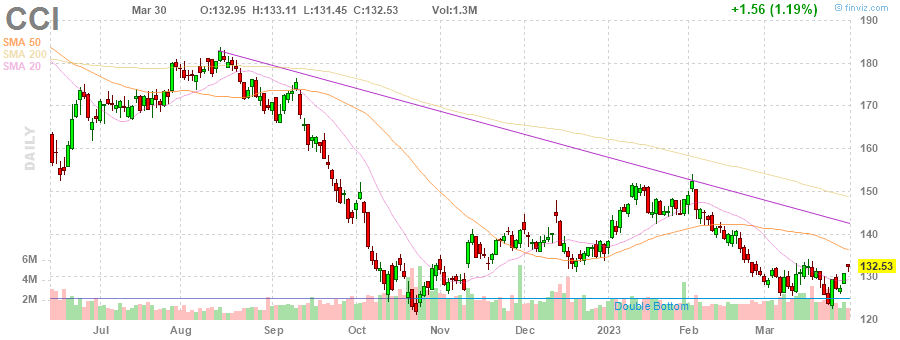 CCI Mar 30 O:132.95 H:133.11 L:131.45 C:132.53 Vol:1.3M +1.56 (1.19%) © finviz.com
SMA 50
SMA 200
SMA 20
DAILY
190
180
170
160
150
140
132.53
130
120
6M
4M
2M
Double Bottom
Jul Aug Sep Oct Nov Dec 2023 Feb Mar